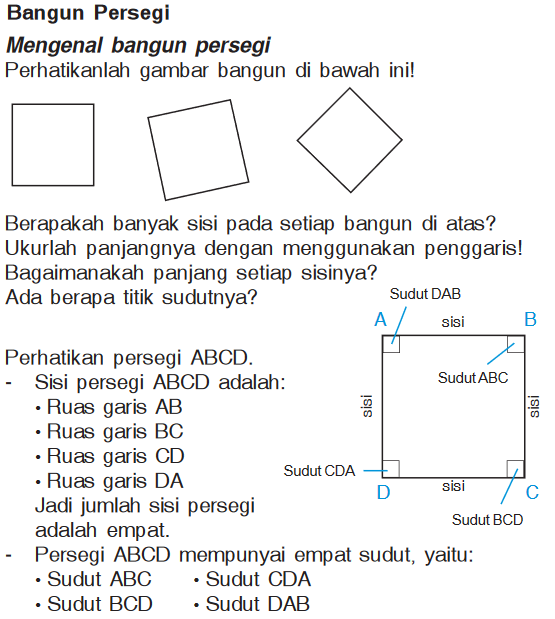 Bangun Persegi
Mengenal bangun persegi
Perhatikanlah gambar bangun di bawah ini!
Berapakah banyak sisi pada setiap bangun di atas?
Ukurlah panjangnya dengan menggunakan penggaris!
Bagaimanakah panjang setiap sisinya?
Ada berapa titik sudutnya?
Perhatikan persegi ABCD.
- Sisi persegi ABCD adalah:
• Ruas garis AB
• Ruas garis BC
• Ruas garis CD
• Ruas garis DA
Jadi jumlah sisi persegi
adalah empat.
Sudut DAB
A
sisi
B
Sudut ABC
sisi
sisi
Sudut CDA
D
sisi
C
Sudut BCD
- Persegi ABCD mempunyai empat sudut, yaitu:
• Sudut ABC • Sudut CDA
• Sudut BCD • Sudut DAB